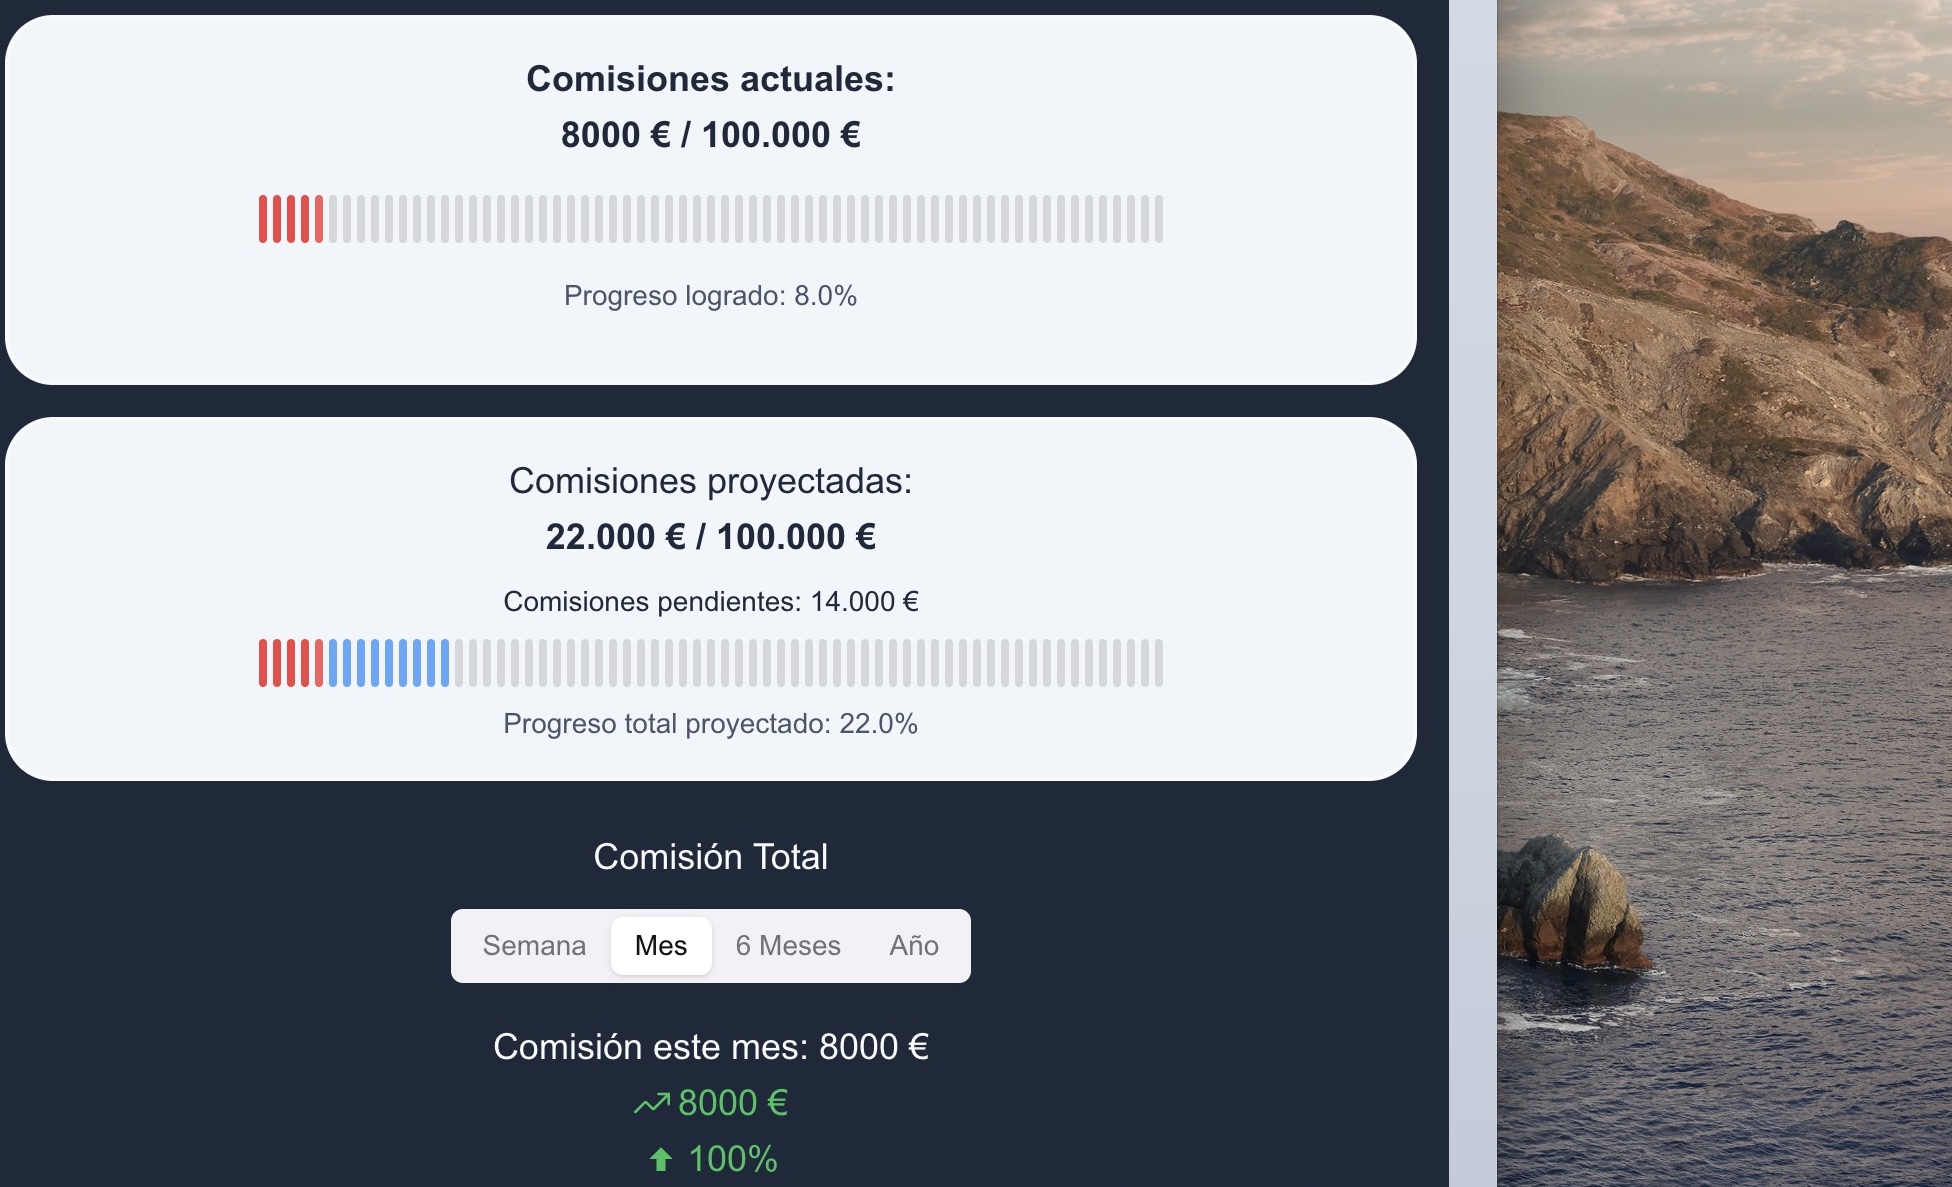 Comisiones actuales:
8000 € / 100.000 €
Progreso logrado: 8.0%
Comisiones proyectadas:
22.000 € / 100.000 €
Comisiones pendientes: 14.000 €
Progreso total proyectado: 22.0%
Comisión Total
Semana Mes 6 Meses Año
Comisión este mes: 8000 €
8000 €
100%